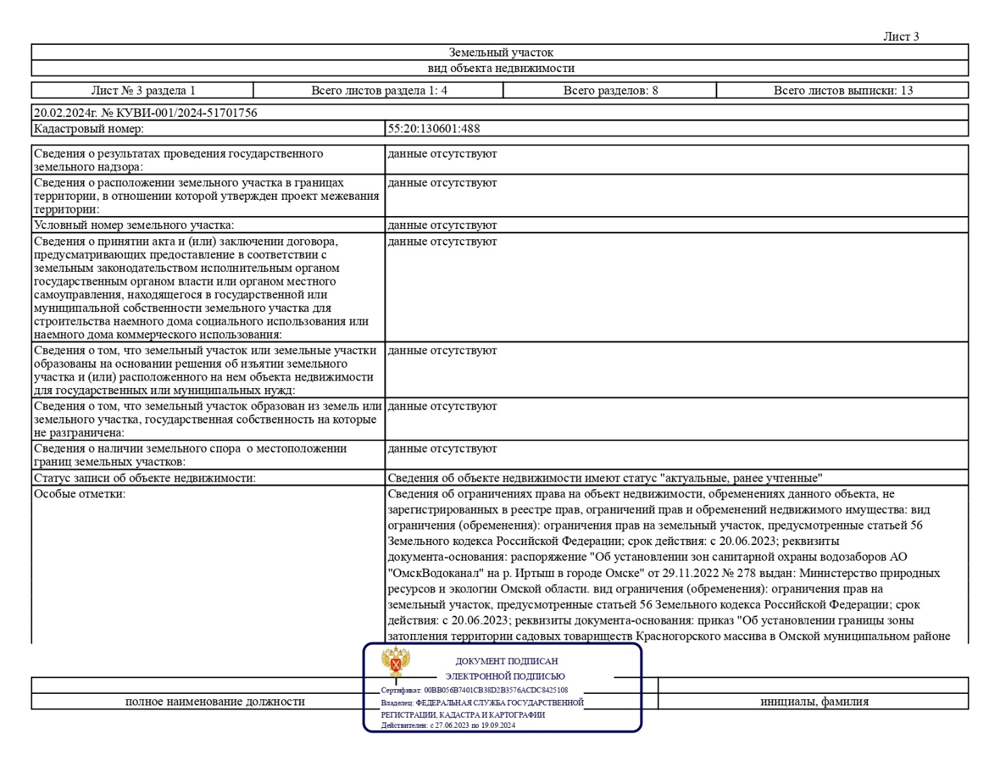 Лист 3
Земельный участок
вид объекта недвижимости
Лист № 3 раздела 1 Всего листов раздела 1: 4 Всего разделов: 8 Всего листов выписки: 13
20.02.2024г. № КУВИ-001/2024-51701756
Кадастровый номер: 55:20:130601:488
Сведения о результатах проведения государственного
земельного надзора:
данные отсутствуют
Сведения о расположении земельного участка в границах
территории, в отношении которой утвержден проект межевания
территории:
данные отсутствуют
Условный номер земельного участка: данные отсутствуют
Сведения о принятии акта и (или) заключении договора,
предусматривающих предоставление в соответствии с
земельным законодательством исполнительным органом
государственным органом власти или органом местного
самоуправления, находящегося в государственной или
муниципальной собственности земельного участка для
строительства наемного дома социального использования или
наемного дома коммерческого использования:
данные отсутствуют
Сведения о том, что земельный участок или земельные участки
образованы на основании решения об изъятии земельного
участка и (или) расположенного на нем объекта недвижимости
для государственных или муниципальных нужд:
данные отсутствуют
Сведения о том, что земельный участок образован из земель или
земельного участка, государственная собственность на которые
не разграничена:
данные отсутствуют
Сведения о наличии земельного спора о местоположении
границ земельных участков:
данные отсутствуют
Статус записи об объекте недвижимости: Сведения об объекте недвижимости имеют статус "актуальные, ранее учтенные"
Особые отметки:
Сведения об ограничениях права на объект недвижимости, обременениях данного объекта, не
зарегистрированных в реестре прав, ограничений прав и обременений недвижимого имущества: вид
ограничения (обременения): ограничения прав на земельный участок, предусмотренные статьей 56
Земельного кодекса Российской Федерации; срок действия: с 20.06.2023; реквизиты
документа-основания: распоряжение "Об установлении зон санитарной охраны водозаборов АО
"ОмскВодоканал" на р. Иртыш в городе Омске" от 29.11.2022 № 278 выдан: Министерство природных
ресурсов и экологии Омской области. вид ограничения (обременения): ограничения прав на
земельный участок, предусмотренные статьей 56 Земельного кодекса Российской Федерации; срок
действия: с 20.06.2023; реквизиты документа-основания: приказ "Об установлении границы зоны
затопления территории садовых товариществ Красногорского массива в Омской муниципальном районе
ДОКУМЕНТ ПОДПИСАН
ЭЛЕКТРОННОЙ ПОДПИСЬЮ
Сертификат: 00BB056B7401CB38D2B3576ACDC8425108
Владелец: ФЕДЕРАЛЬНАЯ СЛУЖБА ГОСУДАРСТВЕННОЙ
РЕГИСТРАЦИИ, КАДАСТРА И КАРТОГРАФИИ
Действителен: с 27.06.2023 по 19.09.2024
полное наименование должности
инициалы, фамилия